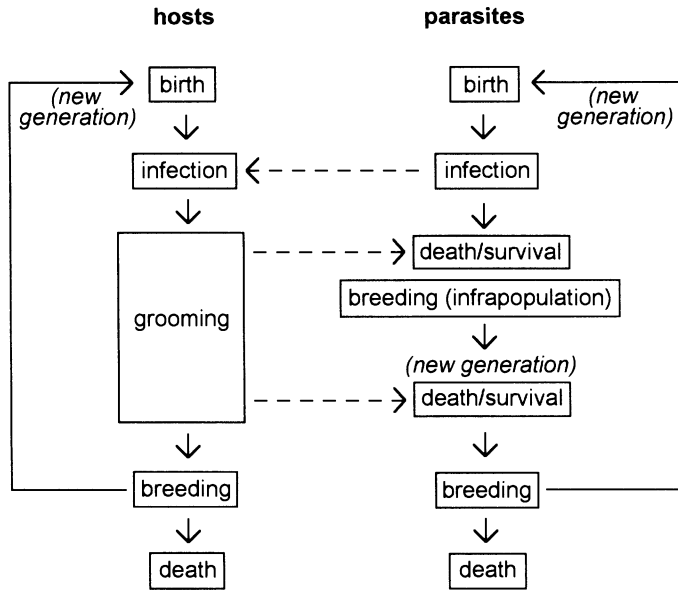 hosts
parasites
birth
(new
generation)
birth
(new
generation)
infection
infection
death/survival
breeding (infrapopulation)
grooming
(new generation)
death/survival
breeding
breeding
death
death